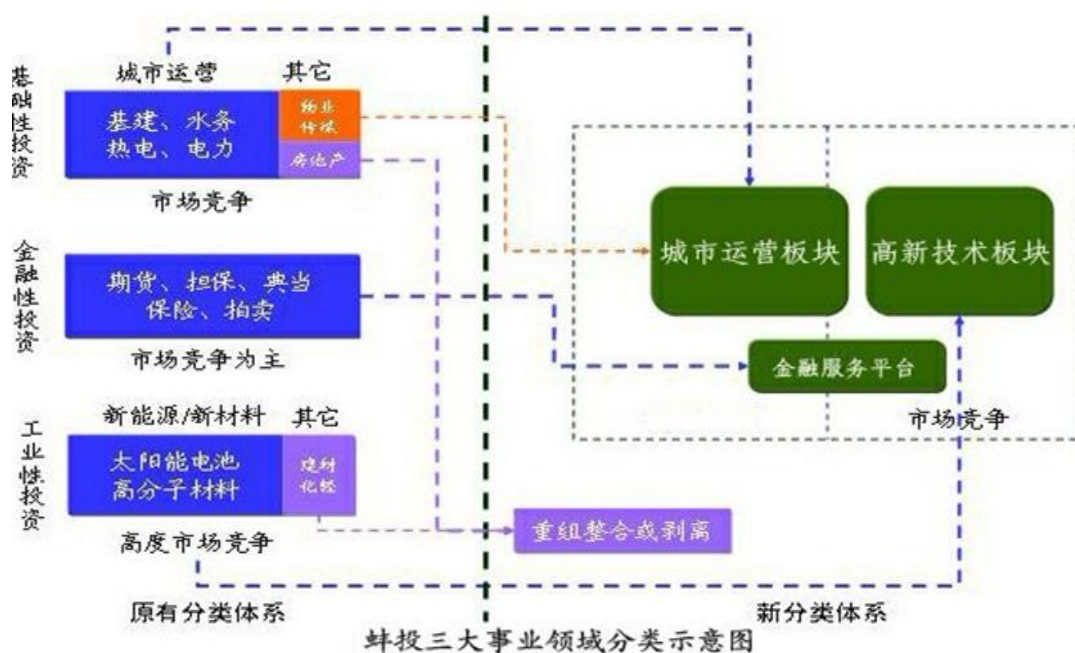 基础性投资
城市运营
其它
基建、水务
热电、电力
物业
传媒
房地产
市场竞争
金融性投资
期货、担保、典当
保险、拍卖
市场竞争为主
工业性投资
新能源/新材料
其它
太阳能电池
高分子材料
建材
化轻
高度市场竞争
原有分类体系
城市运营板块
高新技术板块
金融服务平台
市场竞争
重组整合或剥离
新分类体系
蚌投三大事业领域分类示意图